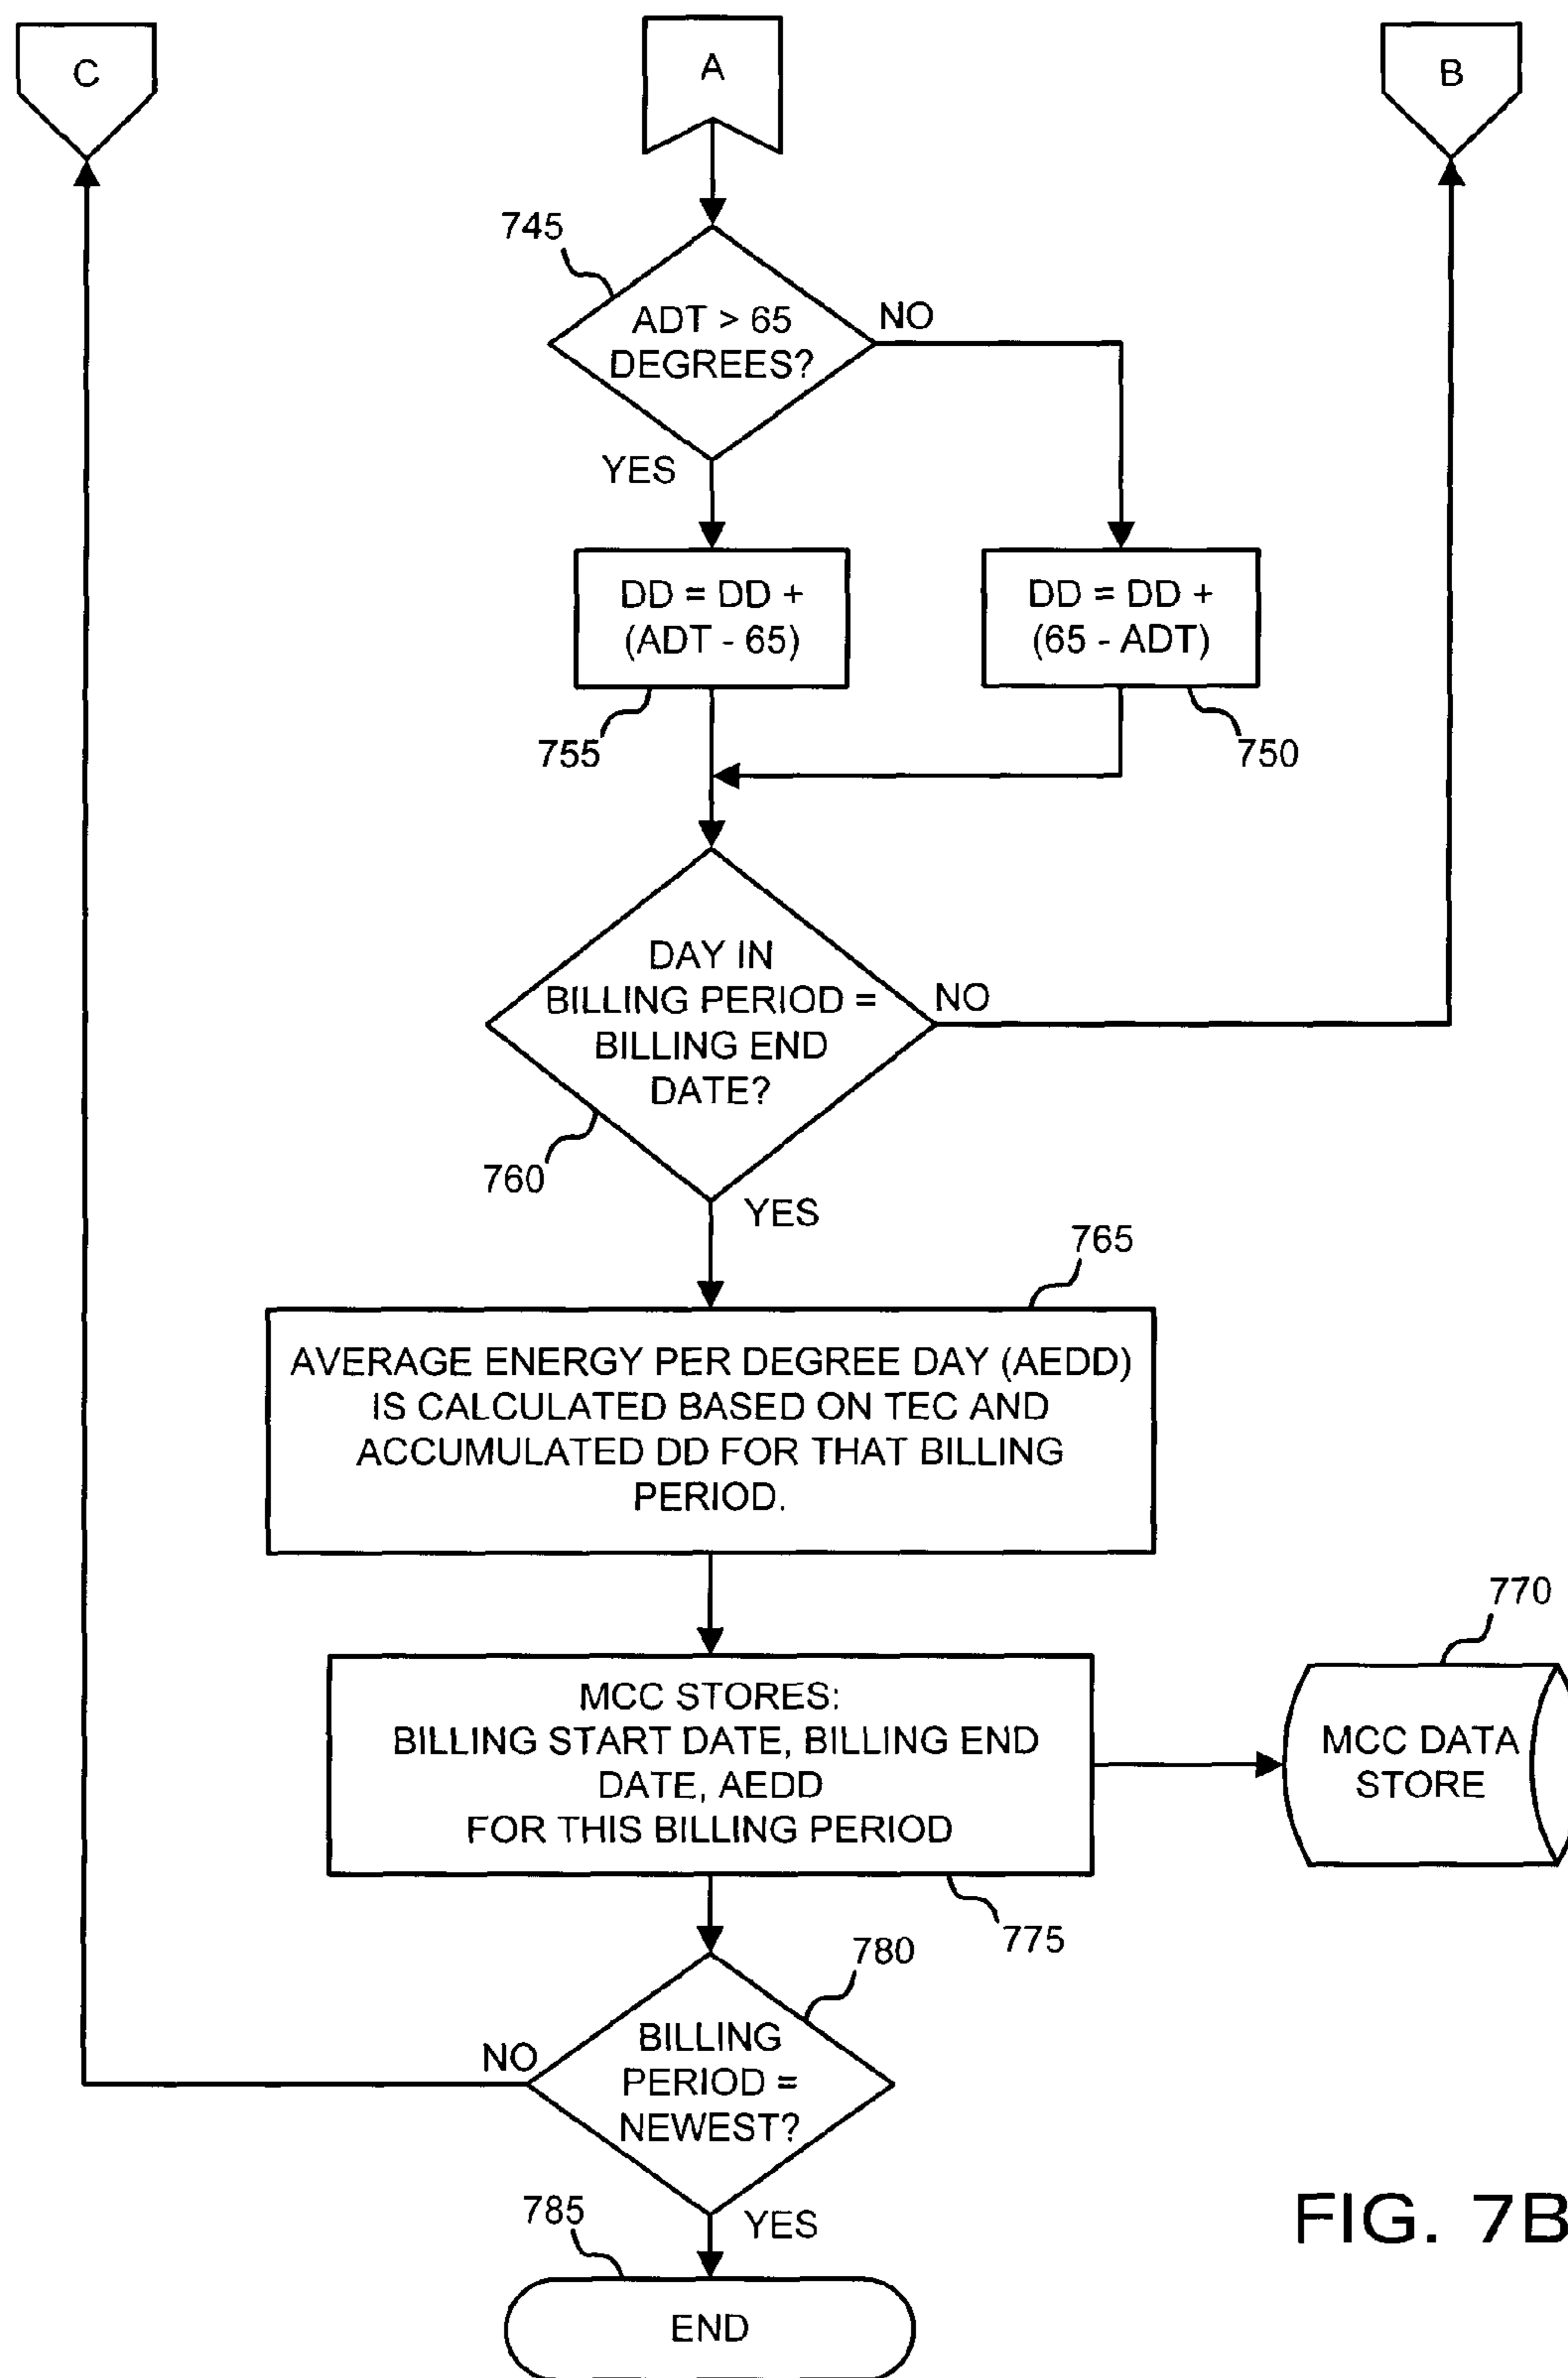 C
A
B
745
ADT > 65
DEGREES?
NO
YES
DD = DD +
(ADT - 65)
DD = DD +
(65 - ADT)
755
750
DAY IN
BILLING PERIOD =
BILLING END
DATE?
NO
760
YES
765
AVERAGE ENERGY PER DEGREE DAY (AEDD)
IS CALCULATED BASED ON TEC AND
ACCUMULATED DD FOR THAT BILLING
PERIOD.
770
MCC STORES:
BILLING START DATE, BILLING END
DATE, AEDD
FOR THIS BILLING PERIOD
MCC DATA
STORE
775
780
BILLING
PERIOD =
NEWEST?
NO
YES
785
END
FIG. 7B